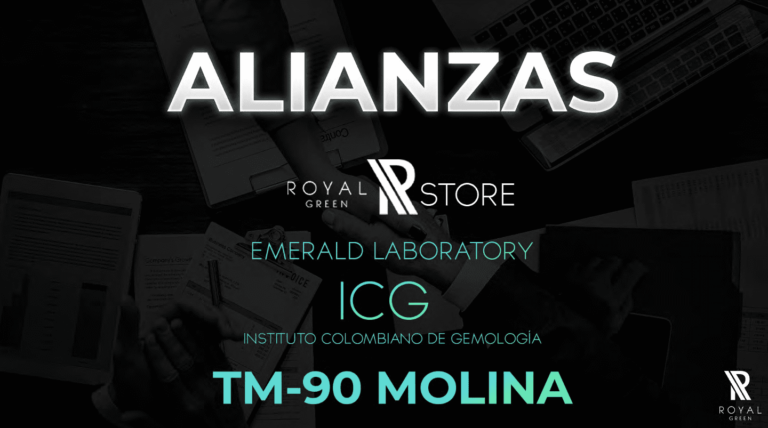 ALIANZAS
ROYAL GREEN R STORE
EMERALD LABORATORY
ICG
INSTITUTO COLOMBIANO DE GEMOLOGÍA
TM-90 MOLINA
R
ROYAL
GREEN